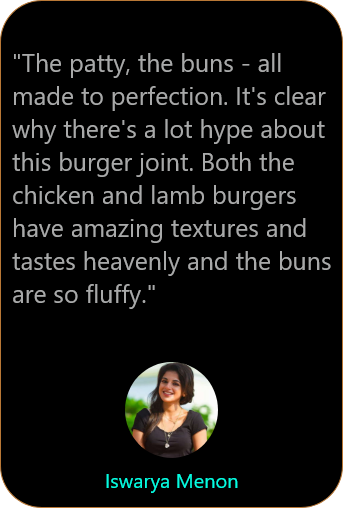 "The patty, the buns - all
made to perfection. It's clear
why there's a lot hype about
this burger joint. Both the
chicken and lamb burgers
have amazing textures and
tastes heavenly and the buns
are so fluffy."
Iswarya Menon